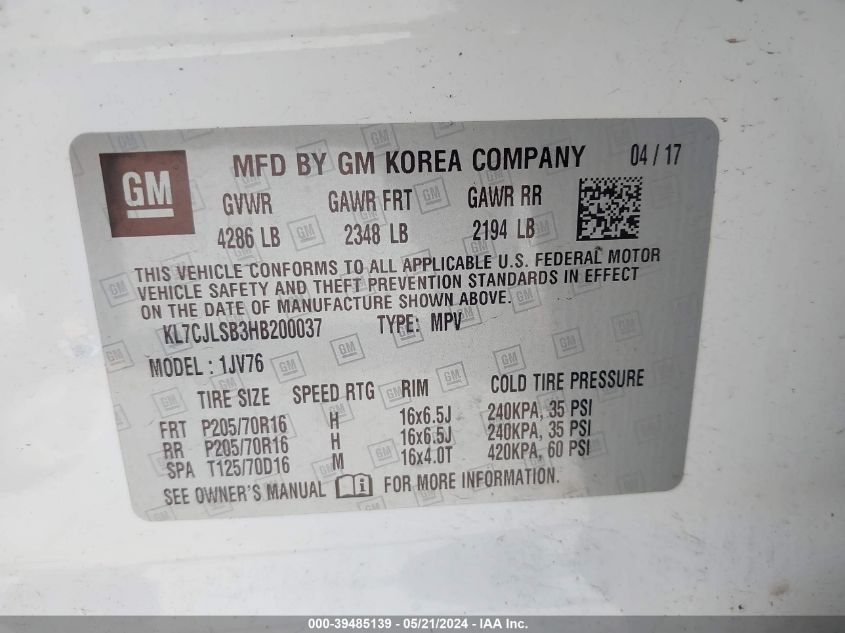 GM
MFD BY GM KOREA COMPANY 04 / 17
GVWR GAWR FRT GAWR RR
4286 LB 2348 LB 2194 LB
THIS VEHICLE CONFORMS TO ALL APPLICABLE U.S. FEDERAL MOTOR
VEHICLE SAFETY AND THEFT PREVENTION STANDARDS IN EFFECT
ON THE DATE OF MANUFACTURE SHOWN ABOVE.
KL7CJLSB3HB200037 TYPE: MPV
MODEL : 1JV76
TIRE SIZE SPEED RTG RIM COLD TIRE PRESSURE
FRT P205/70R16 H 16x6.5J 240KPA, 35 PSI
RR P205/70R16 H 16x6.5J 240KPA, 35 PSI
SPA T125/70D16 M 16x4.0T 420KPA, 60 PSI
SEE OWNER'S MANUAL FOR MORE INFORMATION.
000-39485139 - 05/21/2024 - IAAI, Inc.